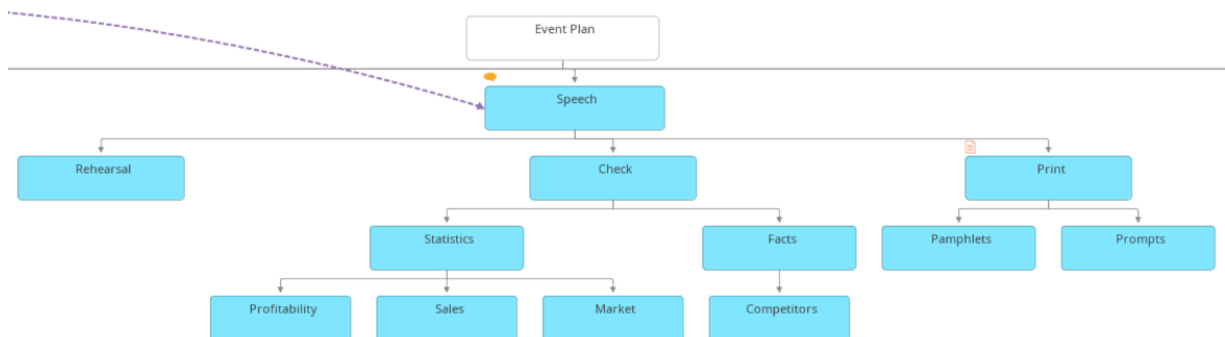 Event Plan
Speech
Rehearsal
Check
Print
Statistics
Facts
Pamphlets
Prompts
Profitability
Sales
Market
Competitors